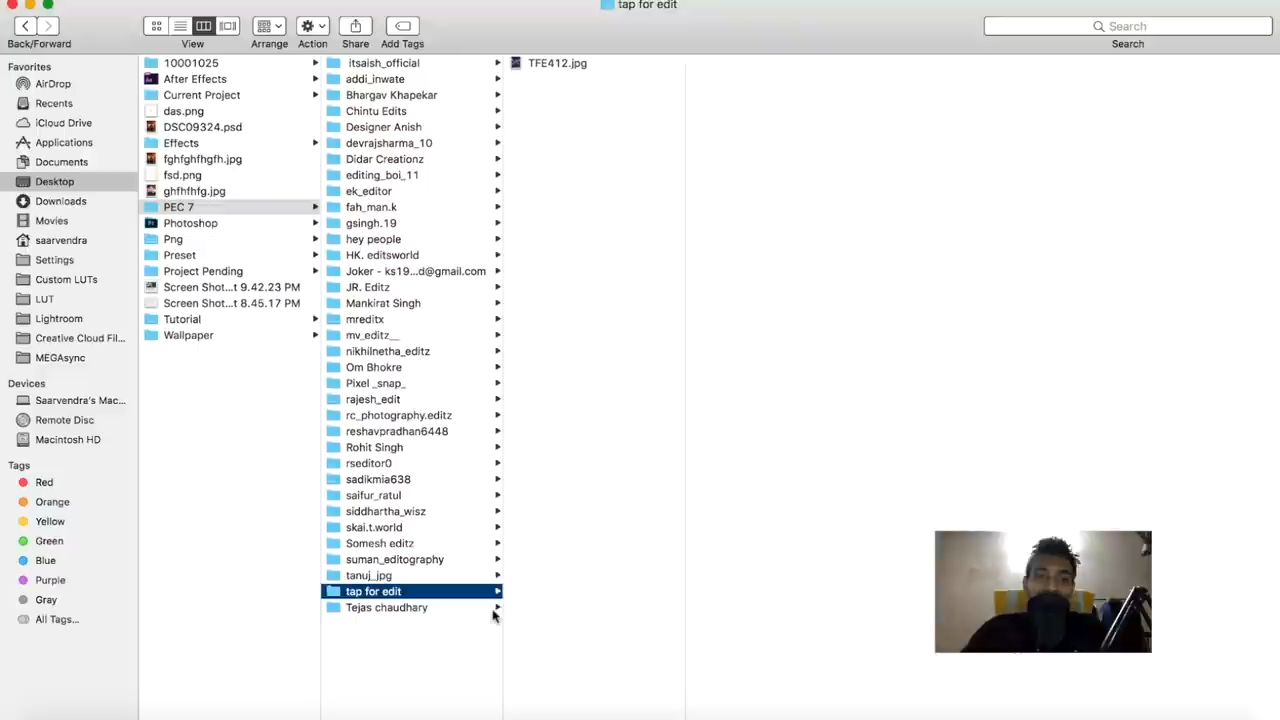 tap for edit
Back/Forward
View
Arrange
Action
Share
Add Tags
Search
Search
Favorites
AirDrop
Recents
iCloud Drive
Applications
Documents
Desktop
Downloads
Movies
saarvendra
Settings
Custom LUTs
LUT
Lightroom
Creative Cloud Fil...
MEGAsync
Devices
Saarvendra's Mac...
Remote Disc
Macintosh HD
Tags
Red
Orange
Yellow
Green
Blue
Purple
Gray
All Tags...
10001025
After Effects
Current Project
das.png
DSC09324.psd
Effects
fghfghfhgfh.jpg
fsd.png
ghfhfhfg.jpg
PEC 7
Photoshop
Png
Preset
Project Pending
Screen Shot...t 9.42.23 PM
Screen Shot...t 8.45.17 PM
Tutorial
Wallpaper
itsaish_official
addi_inwate
Bhargav Khapekar
Chintu Edits
Designer Anish
devrajsharma_10
Didar Creationz
editing_boi_11
ek_editor
fah_man.k
gsingh.19
hey people
HK. editsworld
Joker - ks19...d@gmail.com
JR. Editz
Mankirat Singh
mreditx
mv_editz__
nikhilnetha_editz
Om Bhokre
Pixel _snap_
rajesh_edit
rc_photography.editz
reshavpradhan6448
Rohit Singh
rseditor0
sadikmia638
saifur_ratul
siddhartha_wisz
skai.t.world
Somesh editz
suman_editography
tanuj_jpg
tap for edit
Tejas chaudhary
TFE412.jpg